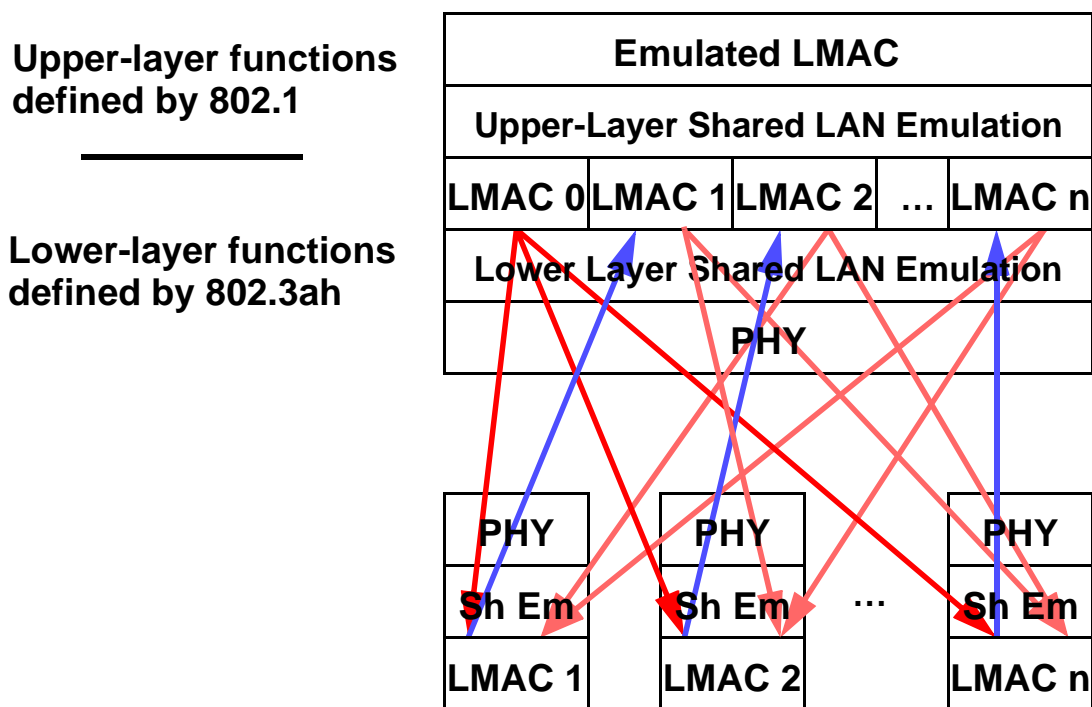 Upper-layer functions
defined by 802.1
Lower-layer functions
defined by 802.3ah
Emulated LMAC
Upper-Layer Shared LAN Emulation
LMAC 0 LMAC 1 LMAC 2 ... LMAC n
Lower Layer Shared LAN Emulation
PHY
PHY PHY PHY
Sh Em Sh Em ... Sh Em
LMAC 1 LMAC 2 LMAC n